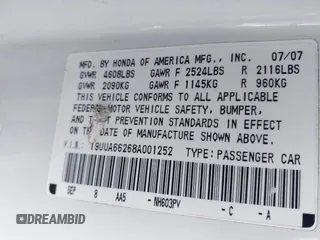 MFD. BY HONDA OF AMERICA MFG., INC. 07/07
GVWR 4608LBS GAWR F 2524LBS R 2116LBS
GVWR 2090KG GAWR F 1145KG R 960KG
THIS VEHICLE CONFORMS TO ALL APPLICABLE
FEDERAL MOTOR VEHICLE SAFETY, BUMPER,
AND THEFT PREVENTION STANDARDS IN EFFECT
ON THE DATE OF MANUFACTURE SHOWN ABOVE.
V.I.N. 19UUA66268A001252 TYPE: PASSENGER CAR
SEP 8 AA5 - NH603PV - C - A
© DREAMBID
DREAMBID.COM